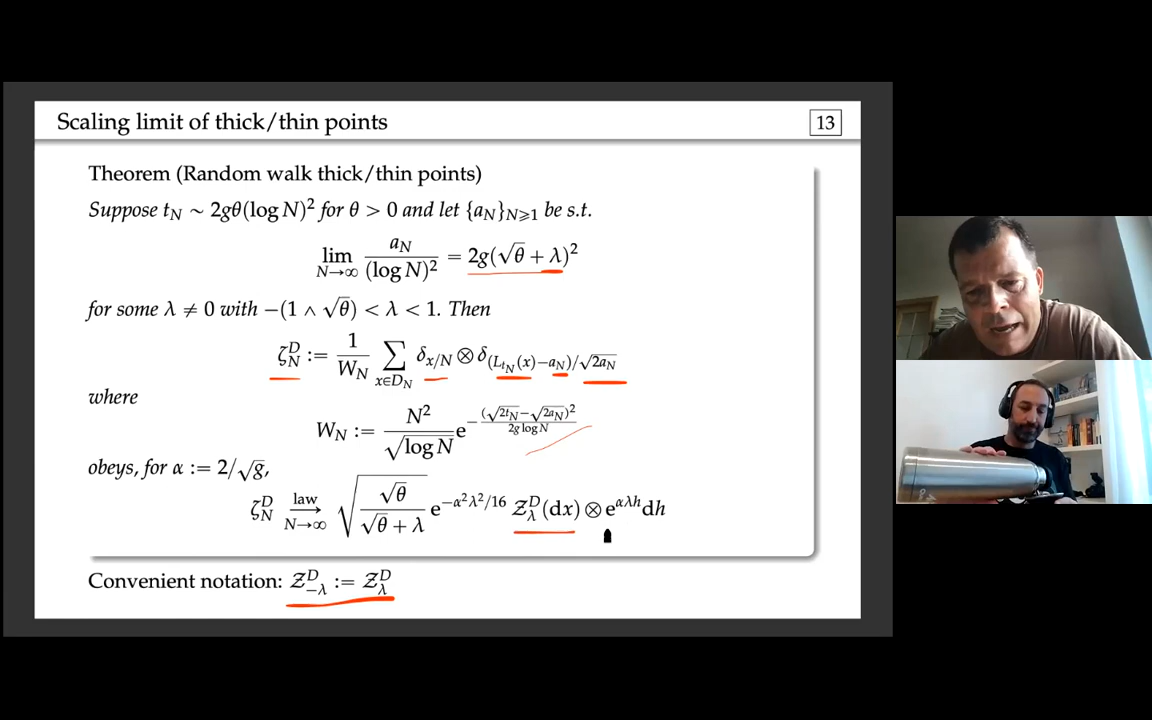 Scaling limit of thick/thin points
13
Theorem (Random walk thick/thin points)
Suppose t_N ∼ 2gθ(log N)² for θ > 0 and let {a_N}_{N⩾1} be s.t.
lim_{N→∞} a_N/(log N)² = 2g(√θ + λ)²
for some λ ≠ 0 with −(1 ∧ √θ) < λ < 1. Then
ζ_N^D := 1/W_N ∑_{x∈D_N} δ_{x/N} ⊗ δ_{(L_{t_N}(x)−a_N)/√2a_N}
where
W_N := N²/√log N e^{−(√2t_N−√2a_N)²/(2g log N)}
obeys, for α := 2/√g,
ζ_N^D law→_{N→∞} √(√θ/(√θ + λ)) e^{−α²λ²/16} Z_λ^D(dx) ⊗ e^{αλh}dh
Convenient notation: Z_{−λ}^D := Z_λ^D